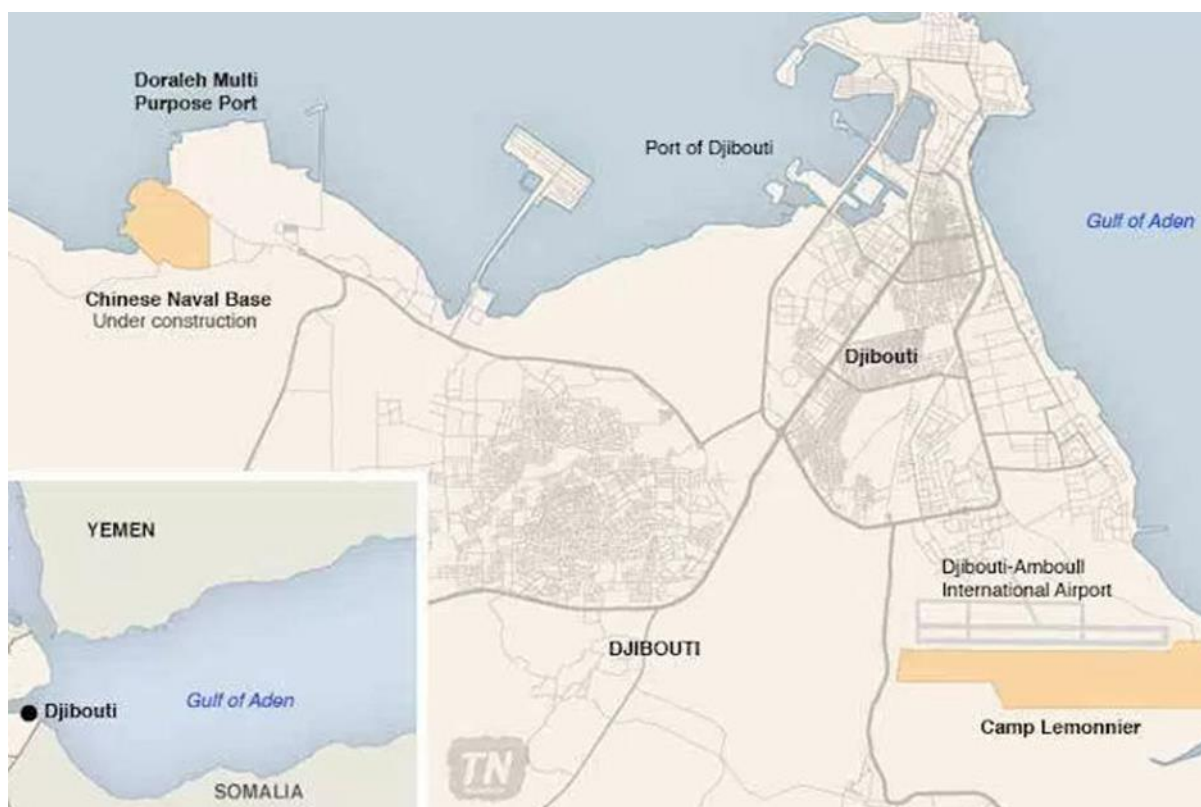 Doraleh Multi
Purpose Port
Port of Djibouti
Gulf of Aden
Chinese Naval Base
Under construction
Djibouti
Djibouti-Amboull
International Airport
DJIBOUTI
Camp Lemonnier
YEMEN
Gulf of Aden
Djibouti
SOMALIA
TN